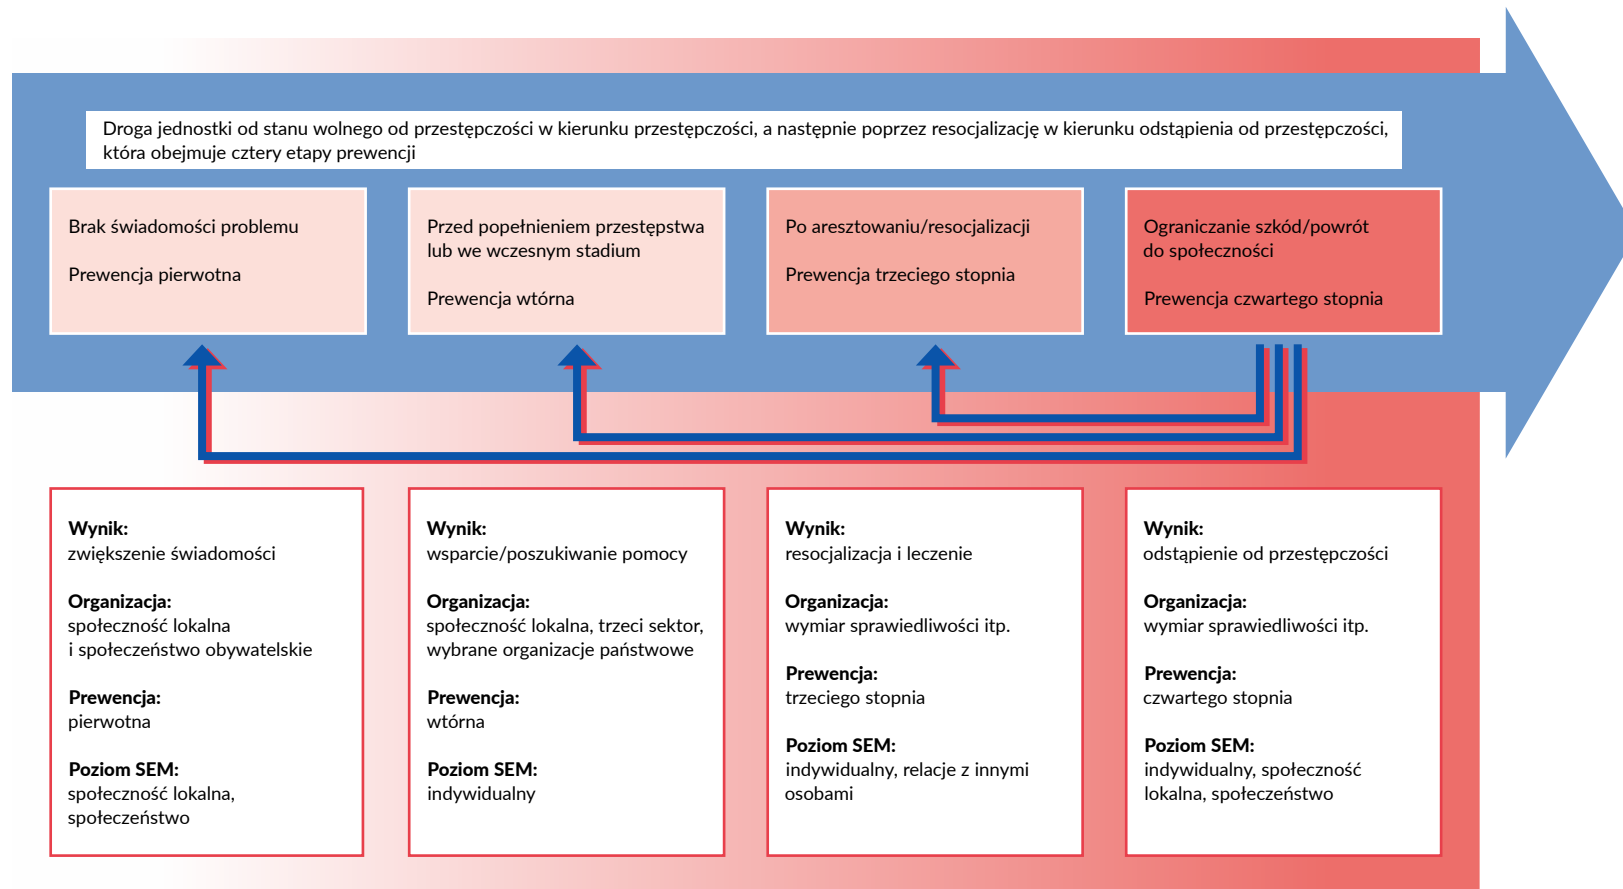 Droga jednostki od stanu wolnego od przestępczości w kierunku przestępczości, a następnie poprzez resocjalizację w kierunku odstąpienia od przestępczości,
która obejmuje cztery etapy prewencji
Brak świadomości problemu
Prewencja pierwotna
Przed popełnieniem przestępstwa
lub we wczesnym stadium
Prewencja wtórna
Po aresztowaniu/resocjalizacji
Prewencja trzeciego stopnia
Ograniczanie szkód/powrót
do społeczności
Prewencja czwartego stopnia
Wynik:
zwiększenie świadomości
Organizacja:
społeczność lokalna
i społeczeństwo obywatelskie
Prewencja:
pierwotna
Poziom SEM:
społeczność lokalna,
społeczeństwo
Wynik:
wsparcie/poszukiwanie pomocy
Organizacja:
społeczność lokalna, trzeci sektor,
wybrane organizacje państwowe
Prewencja:
wtórna
Poziom SEM:
indywidualny
Wynik:
resocjalizacja i leczenie
Organizacja:
wymiar sprawiedliwości itp.
Prewencja:
trzeciego stopnia
Poziom SEM:
indywidualny, relacje z innymi
osobami
Wynik:
odstąpienie od przestępczości
Organizacja:
wymiar sprawiedliwości itp.
Prewencja:
czwartego stopnia
Poziom SEM:
indywidualny, społeczność
lokalna, społeczeństwo